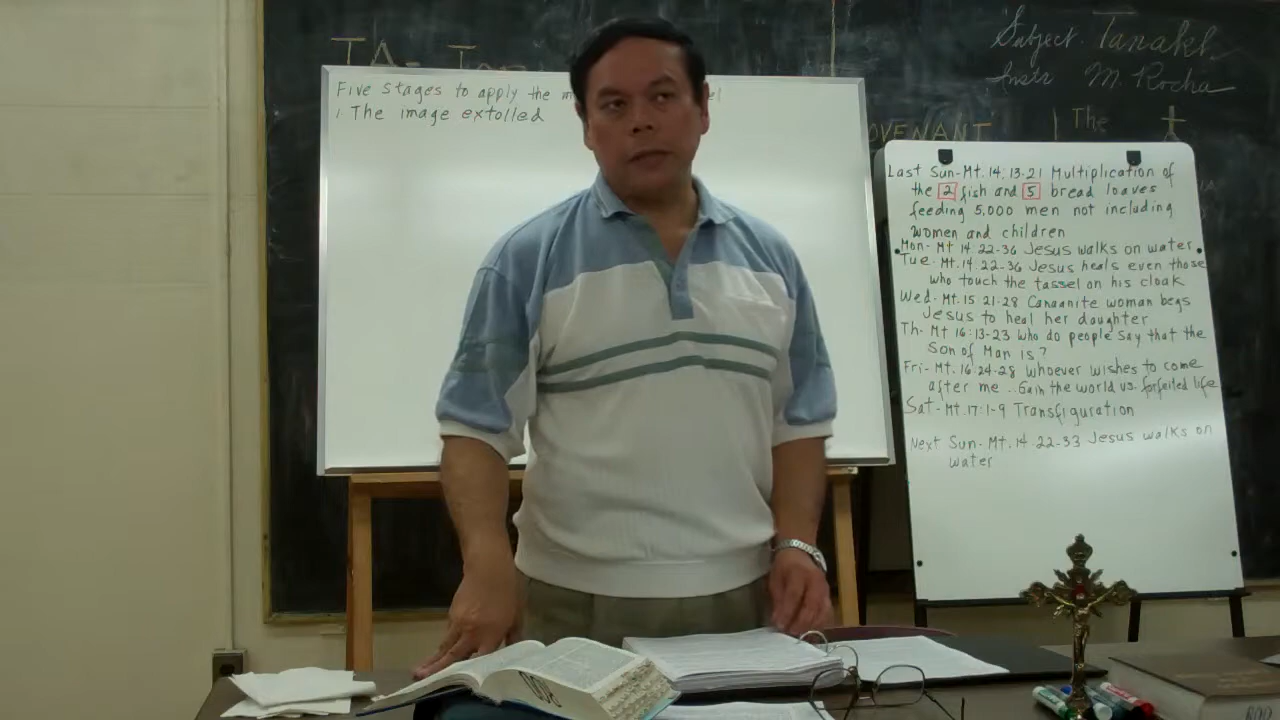 TA
Subject. Tanakh
Instr M. Rocha
Five Stages to apply the
1 The image extolled
OVENANT
The
Last Sun-Mt. 14:13-21 Multiplication of
the 2 fish and 5 bread loaves
feeding 5,000 men not including
women and children
Mon- Mt 14 22-36 Jesus walks on water
Tue. Mt. 14:22-36 Jesus heals even those
who touch the tassel on his cloak
Wed- Mt. 15 21-28 Canaanite woman begs
Jesus to heal her daughter
Th- Mt 16:13-23 who do people say that the
Son of Man is?
Fri- Mt. 16 24-28 whoever wishes to come
after me .. Gain the world vs. forfeited life
Sat- Mt. 17:1-9 Transfiguration
Next Sun- Mt. 14 22-33 Jesus walks on
water